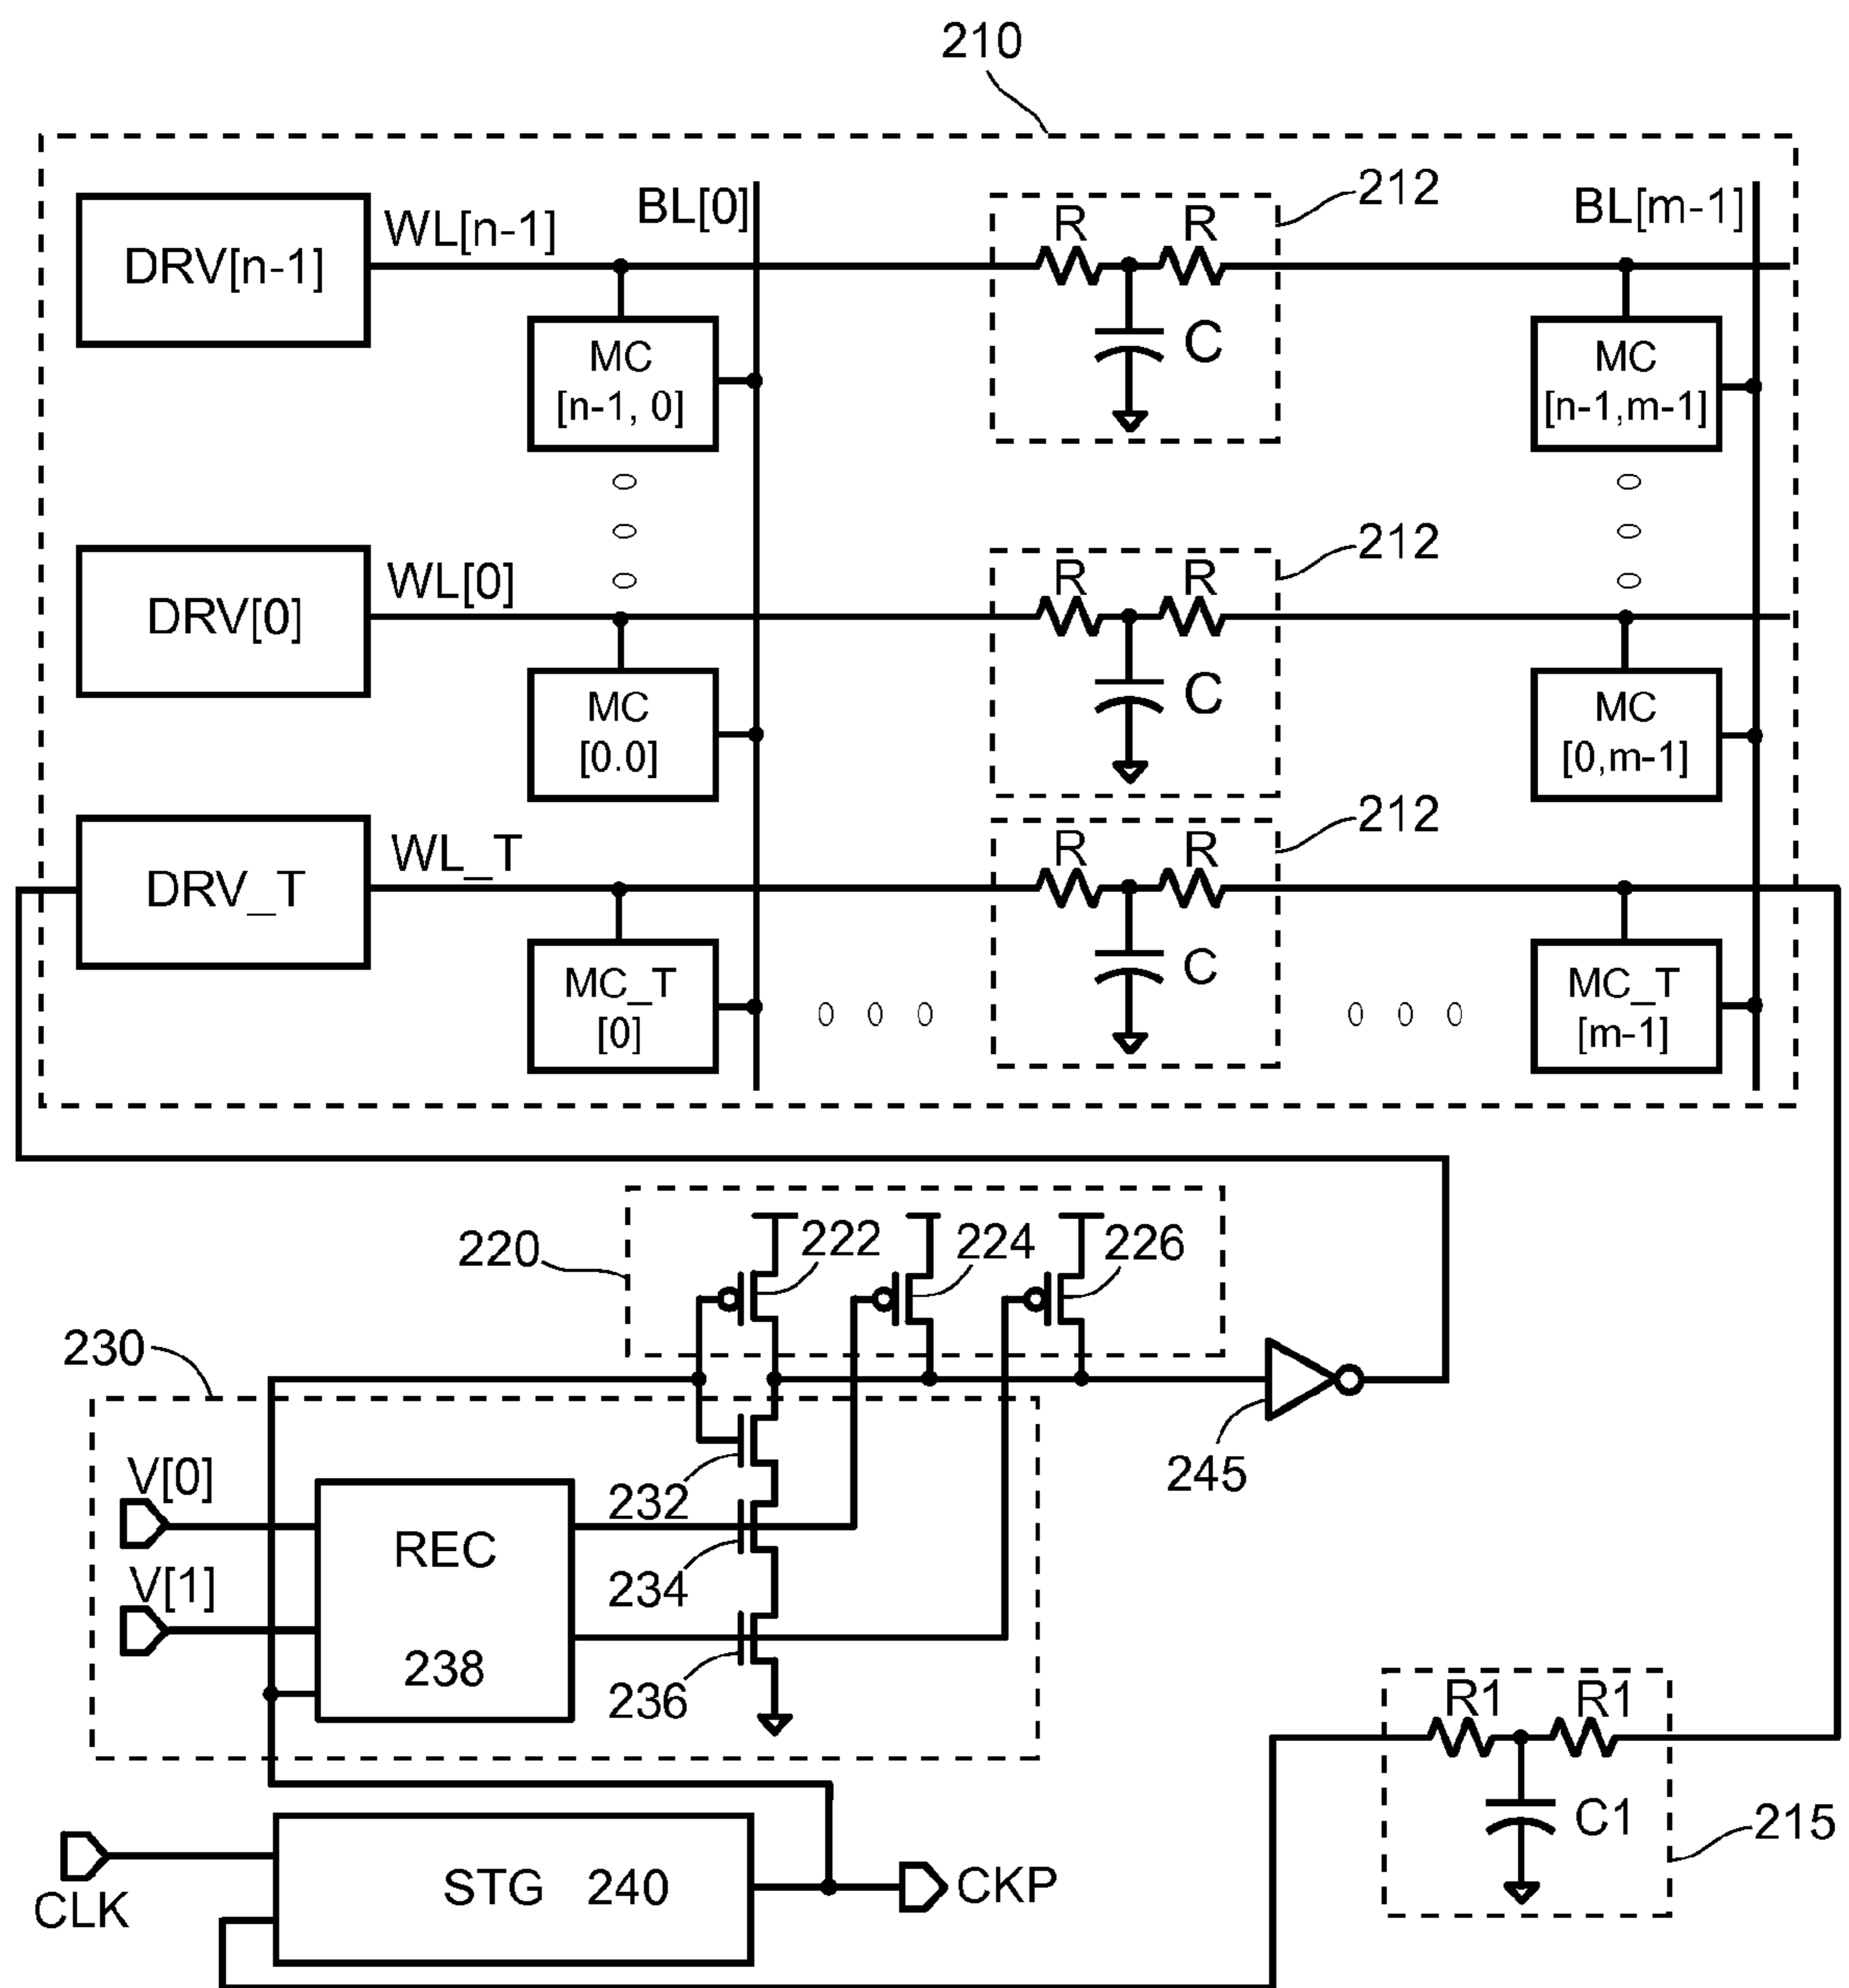 210
DRV[n-1]
WL[n-1]
BL[0]
R R
212
BL[m-1]
C
MC
[n-1, 0]
MC
[n-1,m-1]
DRV[0]
WL[0]
R R
212
C
MC
[0.0]
MC
[0,m-1]
DRV_T
WL_T
R R
212
C
MC_T
[0]
MC_T
[m-1]
220
222
224
226
230
245
V[0]
V[1]
REC
238
232
234
236
R1 R1
C1
215
CLK
STG 240
CKP